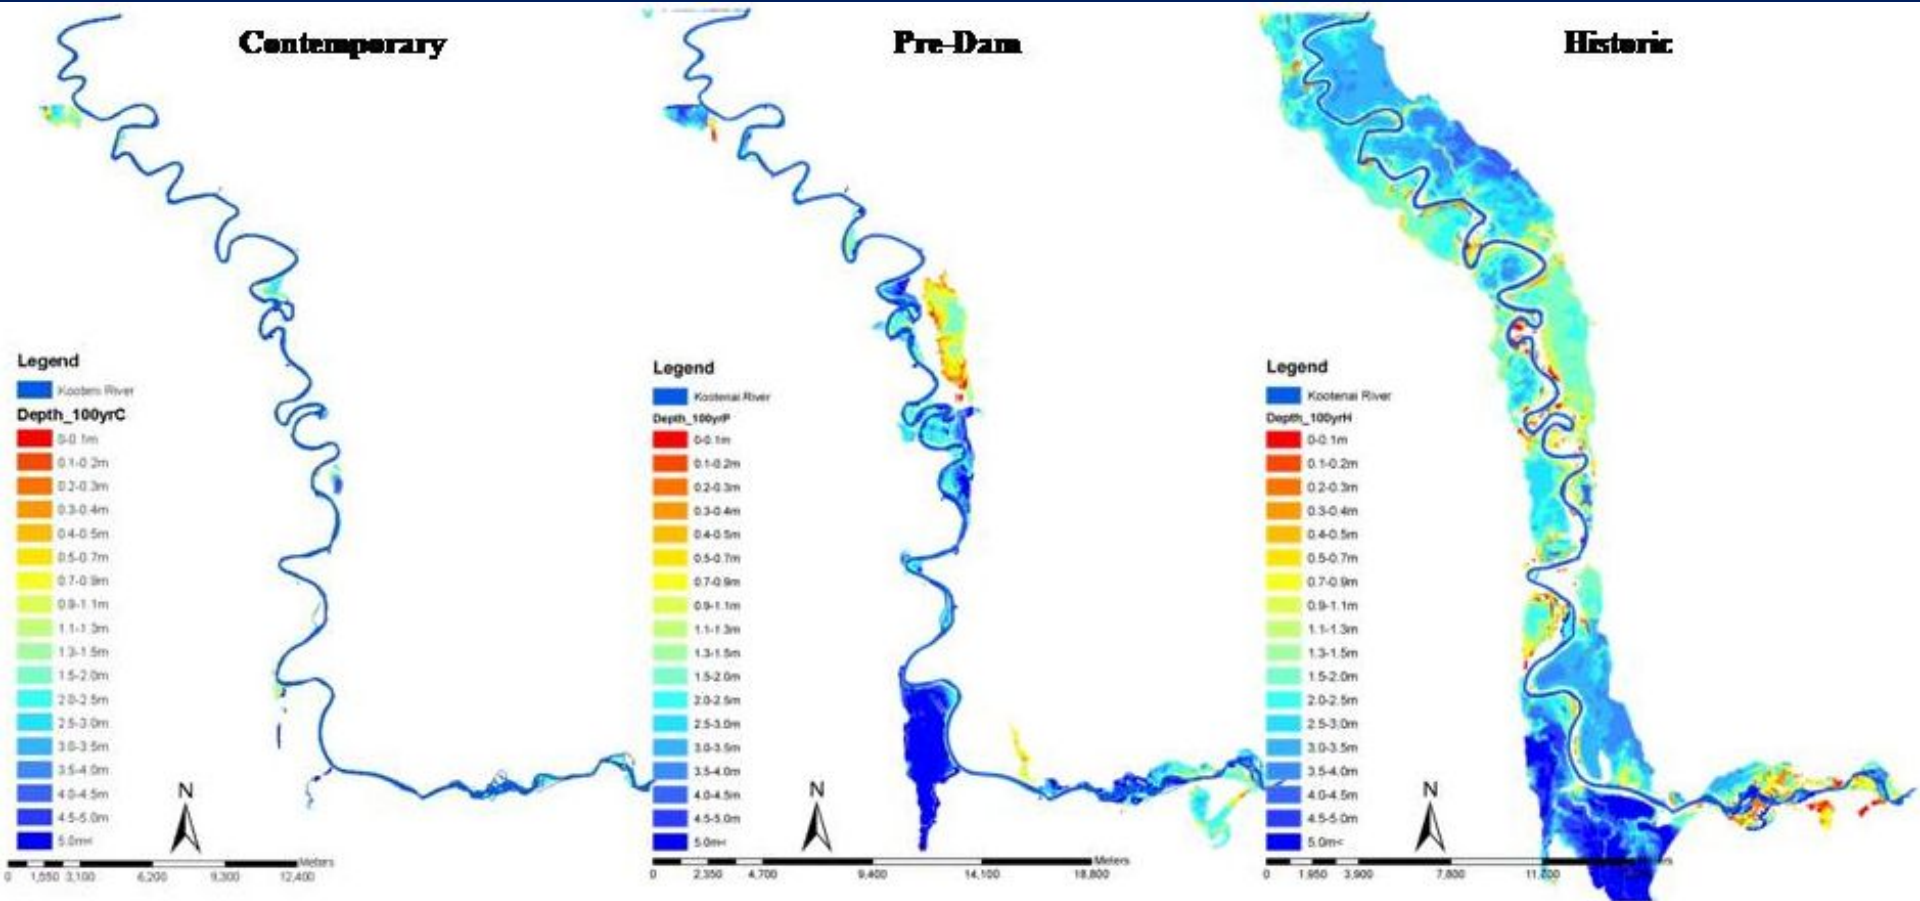 Contemporary
Legend
Kooteni River
Depth_100yrC
0-0.1m
0.1-0.2m
0.2-0.3m
0.3-0.4m
0.4-0.5m
0.5-0.7m
0.7-0.9m
0.9-1.1m
1.1-1.3m
1.3-1.5m
1.5-2.0m
2.0-2.5m
2.5-3.0m
3.0-3.5m
3.5-4.0m
4.0-4.5m
4.5-5.0m
5.0m<
N
Meters
0 1,550 3,100 6,200 9,300 12,400
Pre-Dam
Legend
Kootenai River
Depth_100yrP
0-0.1m
0.1-0.2m
0.2-0.3m
0.3-0.4m
0.4-0.5m
0.5-0.7m
0.7-0.9m
0.9-1.1m
1.1-1.3m
1.3-1.5m
1.5-2.0m
2.0-2.5m
2.5-3.0m
3.0-3.5m
3.5-4.0m
4.0-4.5m
4.5-5.0m
5.0m<
N
Meters
0 2,350 4,700 9,400 14,100 18,800
Historic
Legend
Kootenai River
Depth_100yrH
0-0.1m
0.1-0.2m
0.2-0.3m
0.3-0.4m
0.4-0.5m
0.5-0.7m
0.7-0.9m
0.9-1.1m
1.1-1.3m
1.3-1.5m
1.5-2.0m
2.0-2.5m
2.5-3.0m
3.0-3.5m
3.5-4.0m
4.0-4.5m
4.5-5.0m
5.0m<
N
0 1,950 3,900 7,800